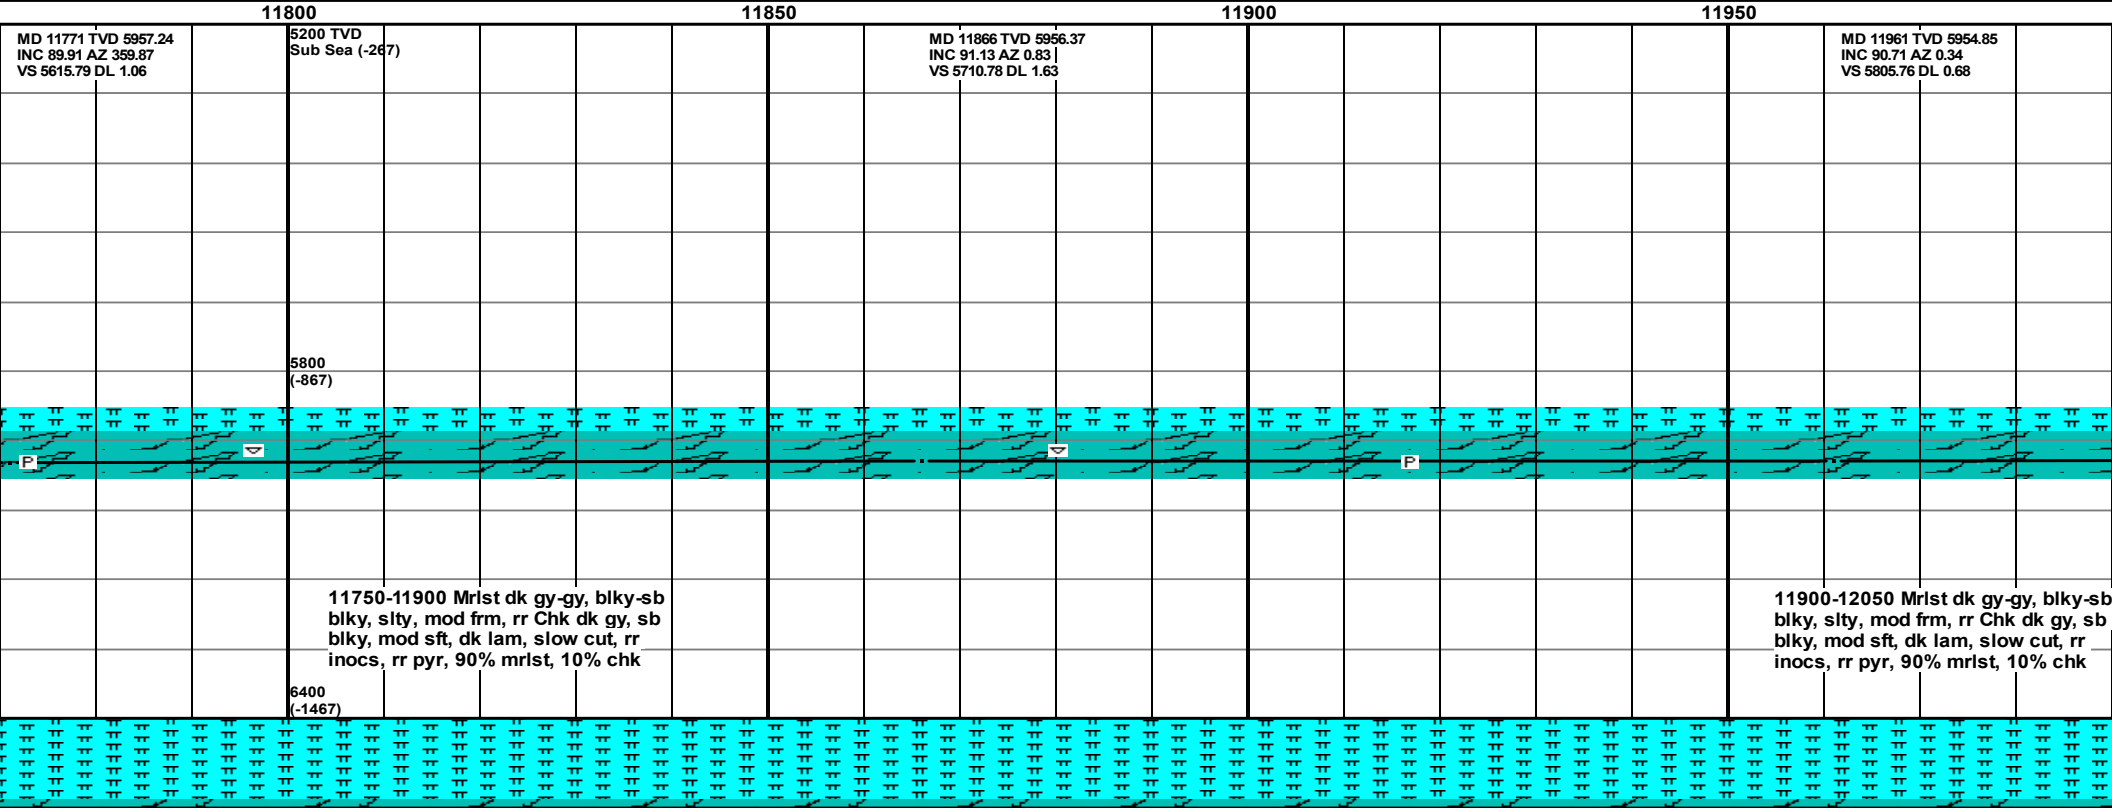 11800
11850
11900
11950
MD 11771 TVD 5957.24
INC 89.91 AZ 359.87
VS 5615.79 DL 1.06
5200 TVD
Sub Sea (-267)
MD 11866 TVD 5956.37
INC 91.13 AZ 0.83
VS 5710.78 DL 1.63
MD 11961 TVD 5954.85
INC 90.71 AZ 0.34
VS 5805.76 DL 0.68
5800
(-867)
P
P
11750-11900 Mrlst dk gy-gy, blky-sb
blky, slty, mod frm, rr Chk dk gy, sb
blky, mod sft, dk lam, slow cut, rr
inocs, rr pyr, 90% mrlst, 10% chk
11900-12050 Mrlst dk gy-gy, blky-sb
blky, slty, mod frm, rr Chk dk gy, sb
blky, mod sft, dk lam, slow cut, rr
inocs, rr pyr, 90% mrlst, 10% chk
6400
(-1467)